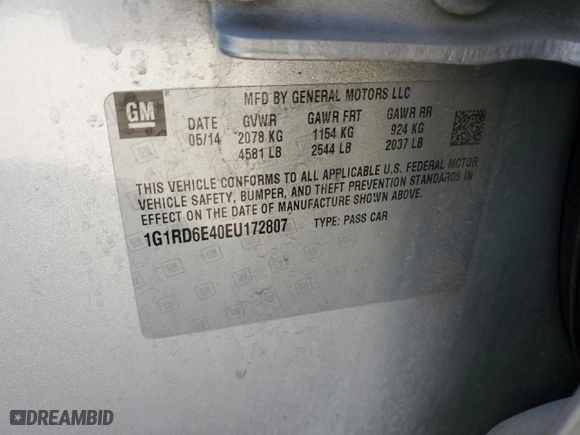 GM
MFD BY GENERAL MOTORS LLC
DATE GVWR GAWR FRT GAWR RR
05/14 2078 KG 1154 KG 924 KG
4581 LB 2544 LB 2037 LB
THIS VEHICLE CONFORMS TO ALL APPLICABLE U.S. FEDERAL MOTOR
VEHICLE SAFETY, BUMPER, AND THEFT PREVENTION STANDARDS IN
EFFECT ON THE DATE OF MANUFACTURE SHOWN ABOVE.
1G1RD6E40EU172807 TYPE: PASS CAR
DREAMBID